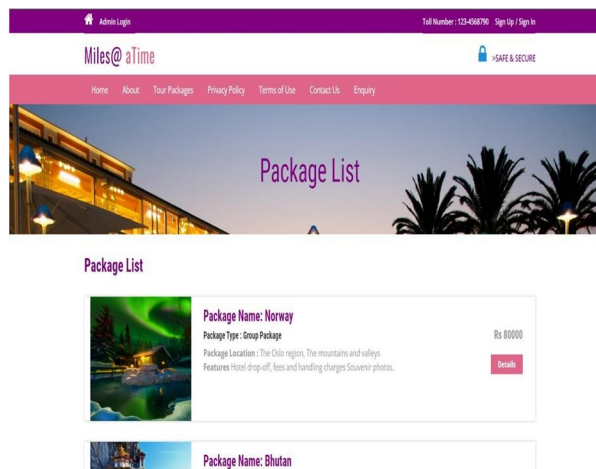 Admin Login
Toll Number : 123-4568790 Sign Up / Sign In
Miles@ aTime
>SAFE & SECURE
Home About Tour Packages Privacy Policy Terms of Use Contact Us Enquiry
Package List
Package List
Package Name: Norway
Package Type : Group Package
Rs 80000
Package Location : The Oslo region, The mountains and valleys
Features Hotel drop-off, fees and handling charges Souvenir photos.
Details
Package Name: Bhutan